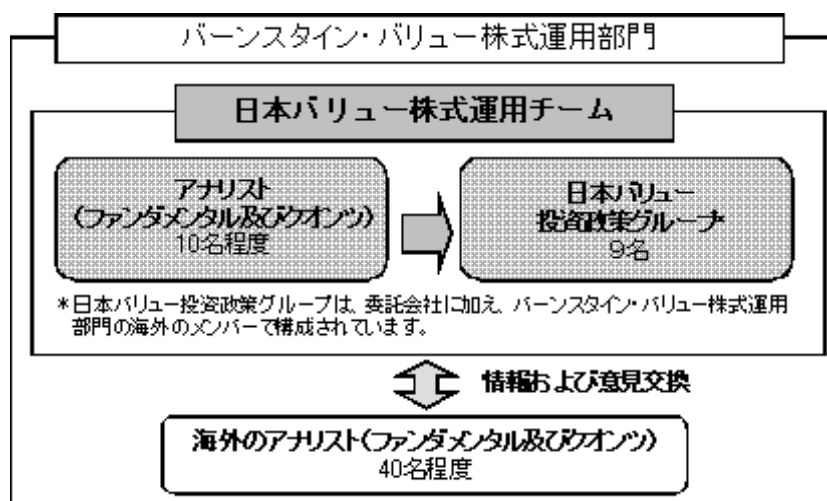 バーンスタイン・バリュー株式運用部門
日本バリュー株式運用チーム
アナリスト
(ファンダメンタル及びクオンツ)
10名程度
日本バリュー
投資政策グループ
9名
*日本バリュー投資政策グループは、委託会社に加え、バーンスタイン・バリュー株式運用
部門の海外のメンバーで構成されています。
情報および意見交換
海外のアナリスト(ファンダメンタル及びクオンツ)
40名程度